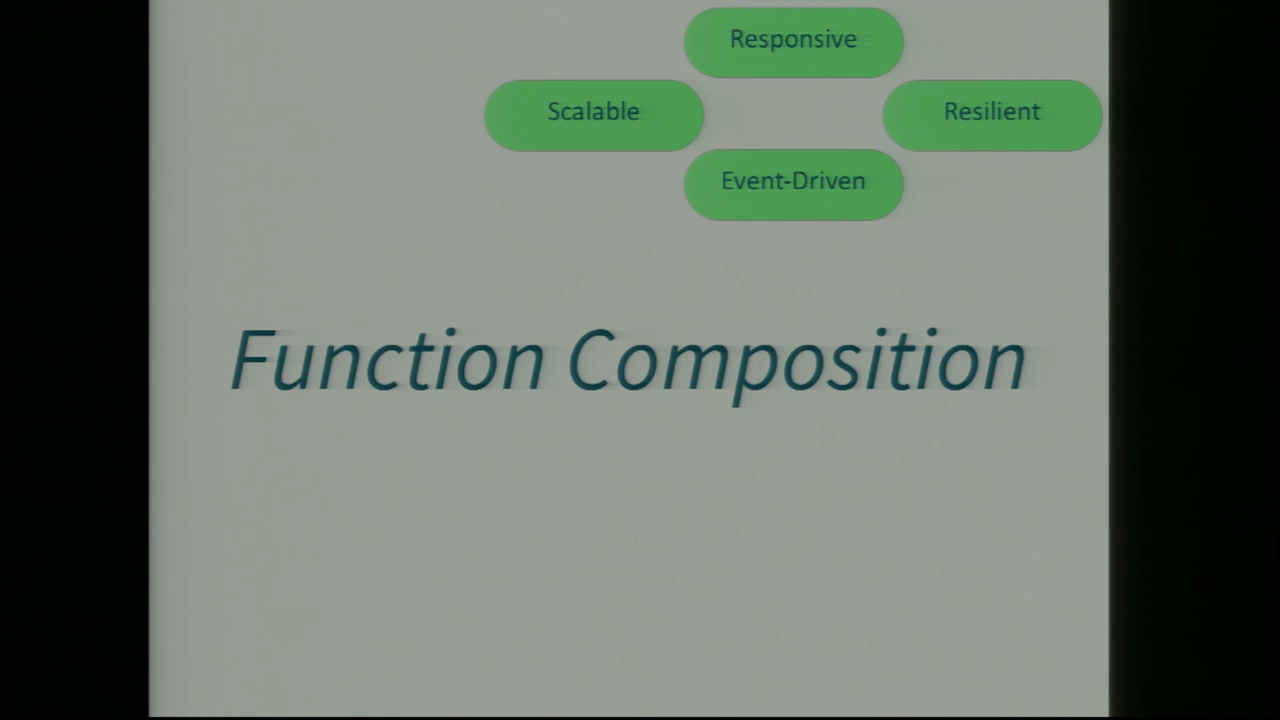 Responsive
Scalable
Resilient
Event-Driven
Function Composition